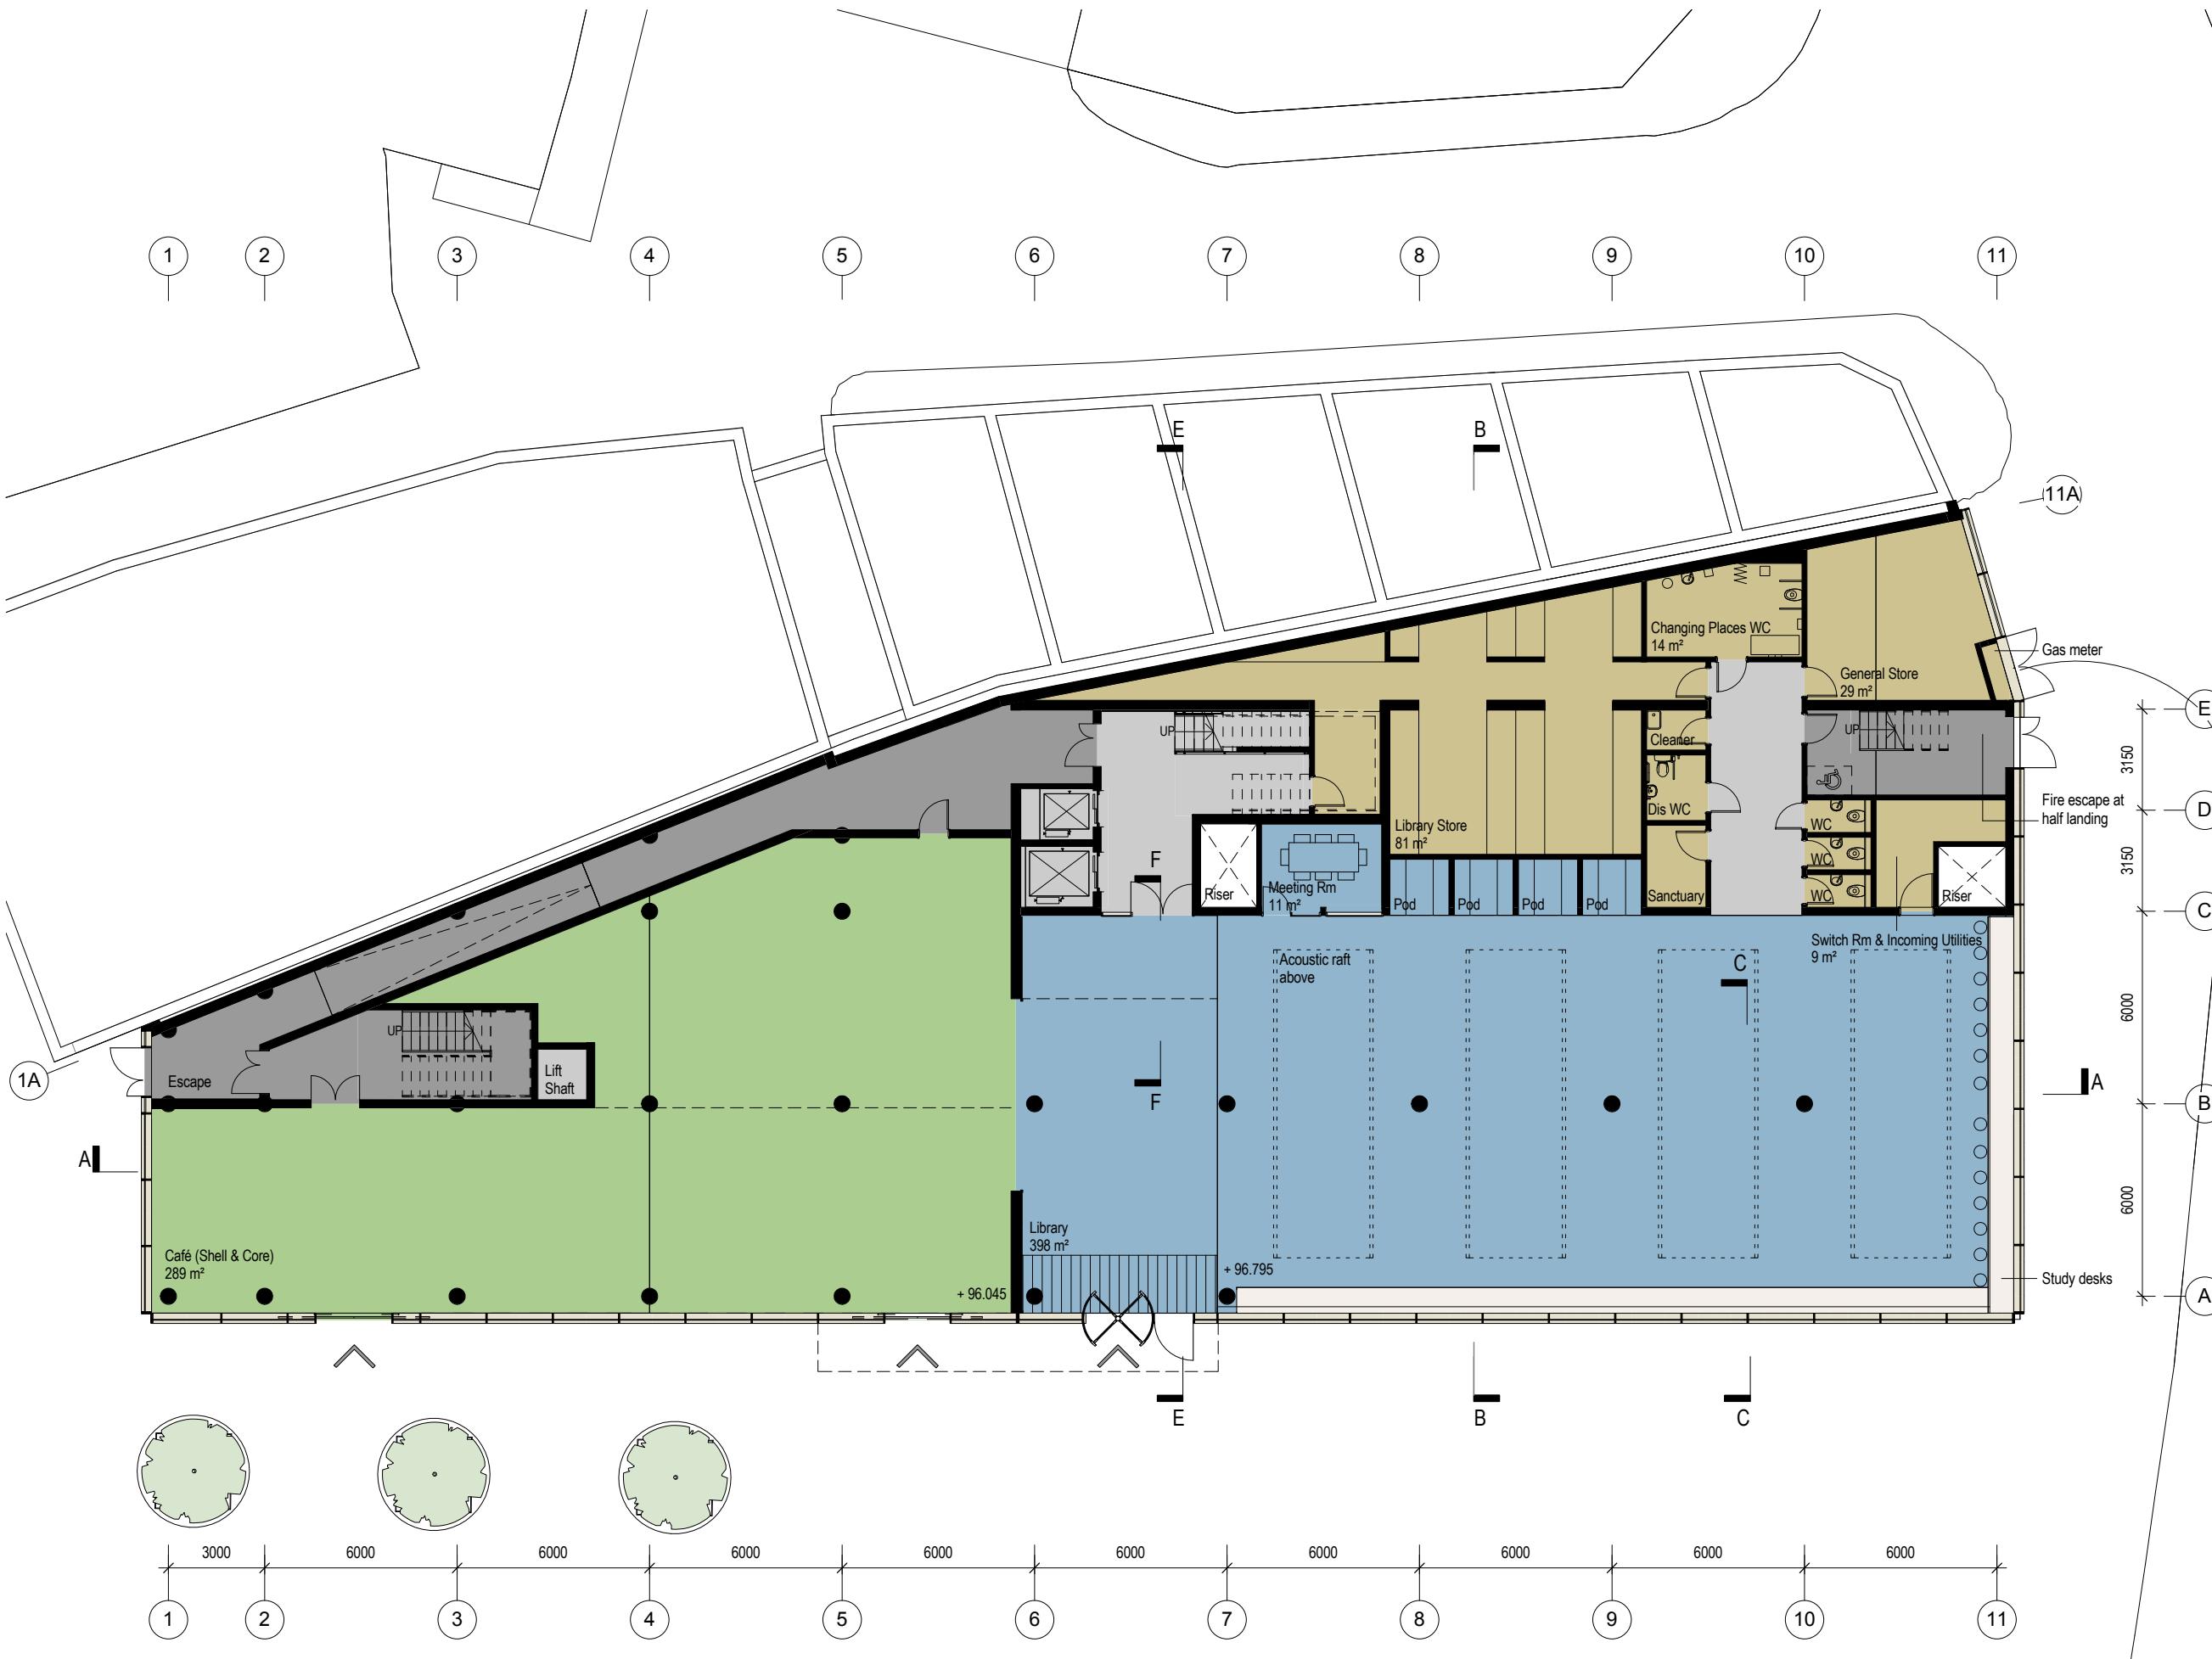 1 2 3 4 5 6 7 8 9 10 11
E B
11A
Changing Places WC
14 m²
General Store
29 m²
Gas meter
E
UP
UP
Cleaner
3150
Dis WC
Fire escape at
half landing
Library Store
81 m²
WC
D
F
WC
3150
Riser
Meeting Rm
11 m²
Pod
Pod
Pod
Pod
Sanctuary
WC
Riser
C
Switch Rm & Incoming Utilities
9 m²
Acoustic raft
above
C
6000
UP
1A
Escape
Lift
Shaft
A
F
B
A
6000
Library
398 m²
Café (Shell & Core)
289 m²
+ 96.795
+ 96.045
Study desks
A
E B C
3000 6000 6000 6000 6000 6000 6000 6000 6000 6000
1 2 3 4 5 6 7 8 9 10 11